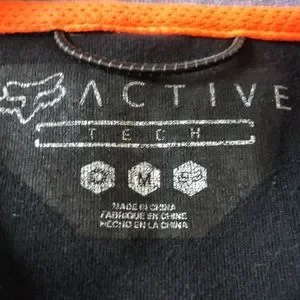 ACTIVE
TECH
M
MADE IN CHINA
FABRIQUE EN CHINE
HECHO EN LA CHINA